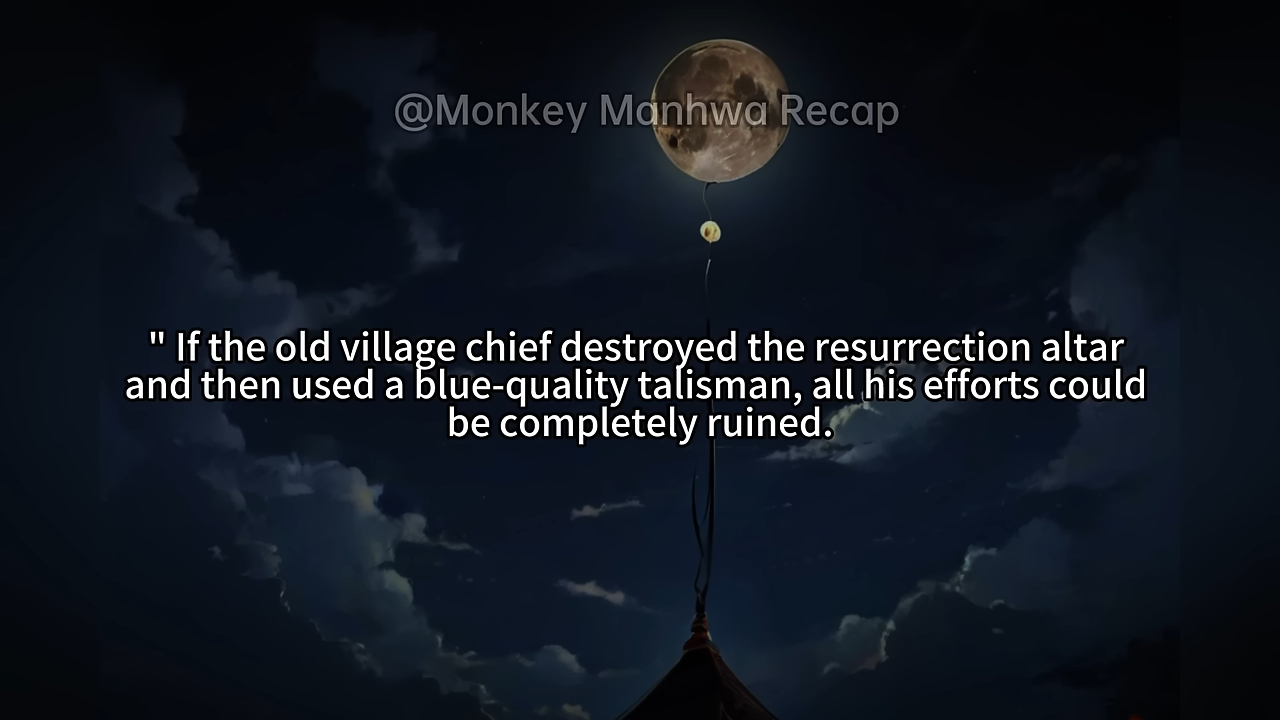 @Monkey Manhwa Recap
" If the old village chief destroyed the resurrection altar
and then used a blue-quality talisman, all his efforts could
be completely ruined.